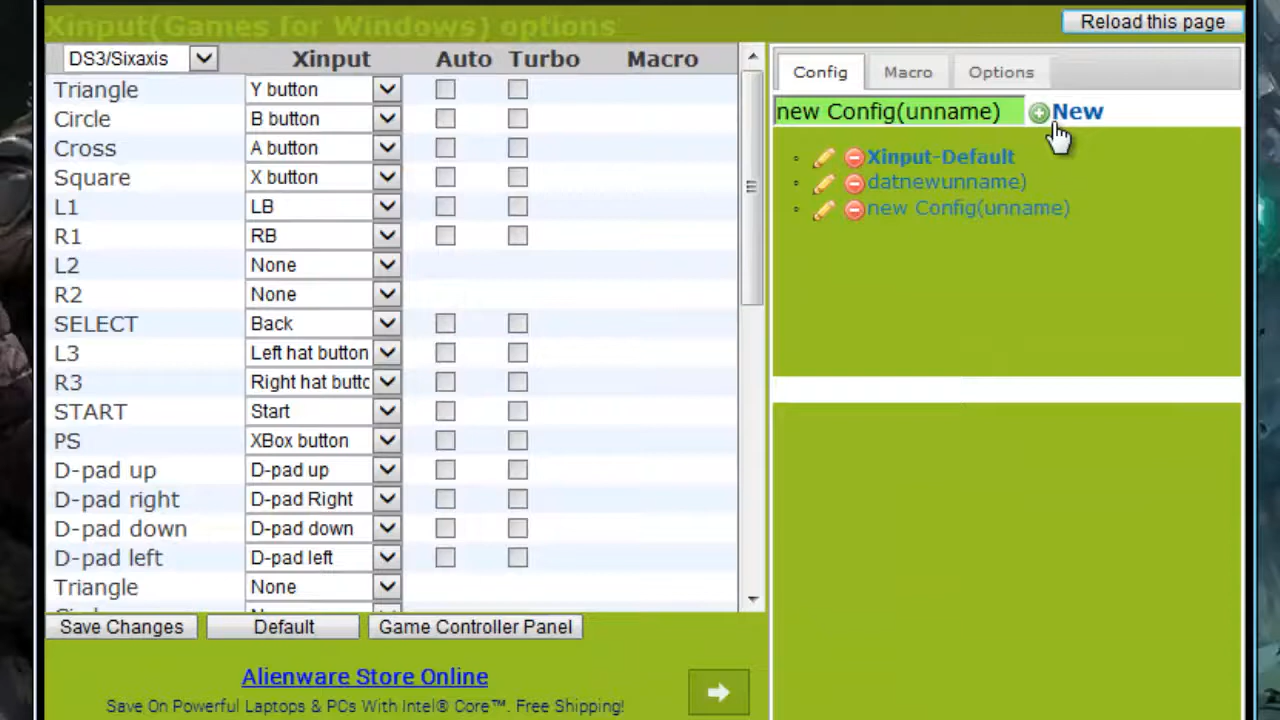 Xinput(Games for Windows) options
Reload this page
DS3/Sixaxis Xinput Auto Turbo Macro
Triangle Y button
Circle B button
Cross A button
Square X button
L1 LB
R1 RB
L2 None
R2 None
SELECT Back
L3 Left hat button
R3 Right hat butto
START Start
PS XBox button
D-pad up D-pad up
D-pad right D-pad Right
D-pad down D-pad down
D-pad left D-pad left
Triangle None
Save Changes Default Game Controller Panel
Alienware Store Online
Save On Powerful Laptops & PCs With Intel® Core™. Free Shipping!
Config Macro Options
new Config(unname) New
Xinput-Default
datnewunname)
new Config(unname)